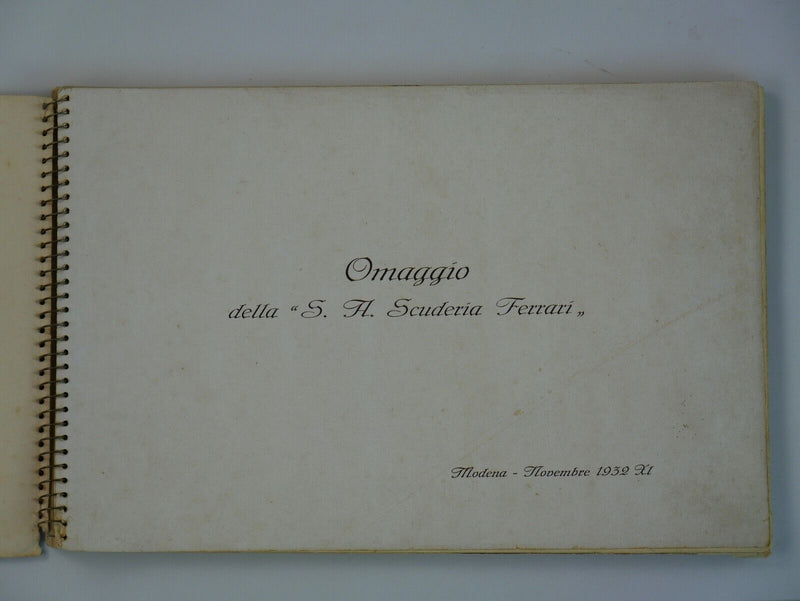 Omaggio
della “ S. A. Scuderia Ferrari „
Modena - Novembre 1932 XI